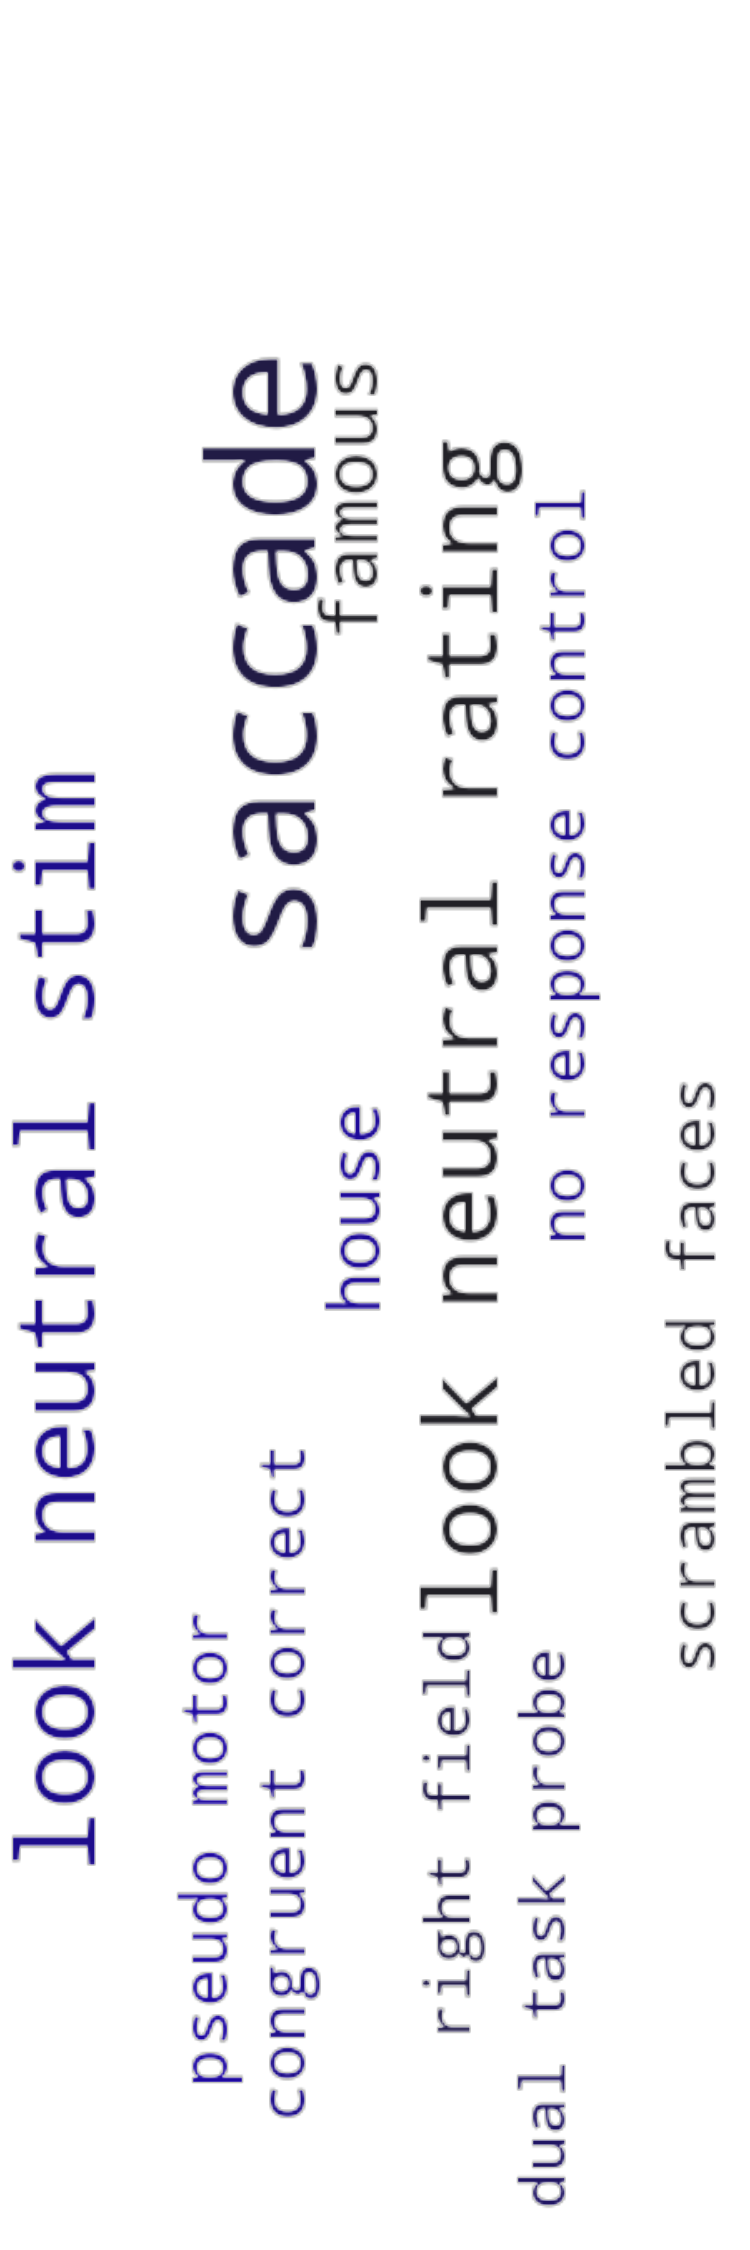 look neutral stim
pseudo motor
saccade
congruent correct
famous
house
look neutral rating
right field
no response control
dual task probe
scrambled faces